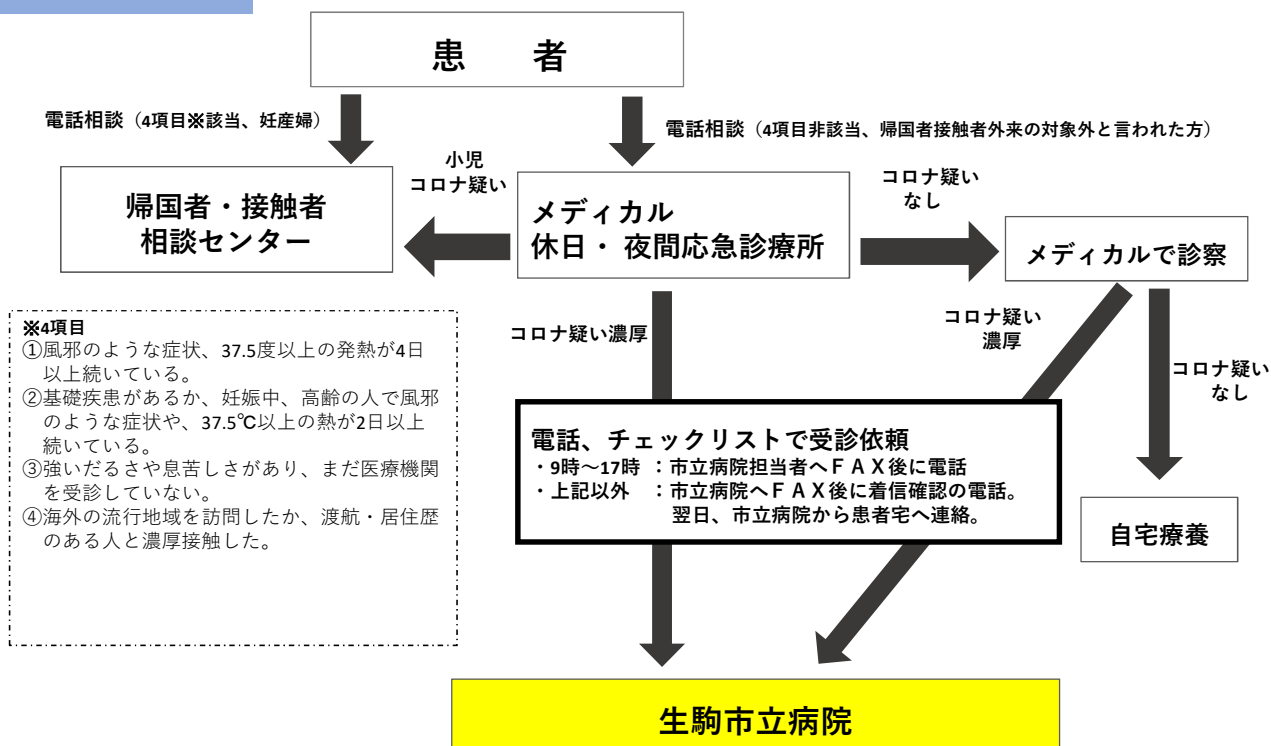 患　者
電話相談（4項目※該当、妊産婦）
電話相談（4項目非該当、帰国者接触者外来の対象外と言われた方）
小児
コロナ疑い
コロナ疑い
なし
帰国者・接触者
相談センター
メディカル
休日・ 夜間応急診療所
メディカルで診察
※4項目
①風邪のような症状、37.5度以上の発熱が4日
以上続いている。
②基礎疾患があるか、妊娠中、高齢の人で風邪
のような症状や、37.5℃以上の熱が2日以上
続いている。
③強いだるさや息苦しさがあり、まだ医療機関
を受診していない。
④海外の流行地域を訪問したか、渡航・居住歴
のある人と濃厚接触した。
コロナ疑い濃厚
コロナ疑い
濃厚
コロナ疑い
なし
電話、チェックリストで受診依頼
・9時～17時 ：市立病院担当者へＦＡＸ後に電話
・上記以外　：市立病院へＦＡＸ後に着信確認の電話。
翌日、市立病院から患者宅へ連絡。
自宅療養
生駒市立病院